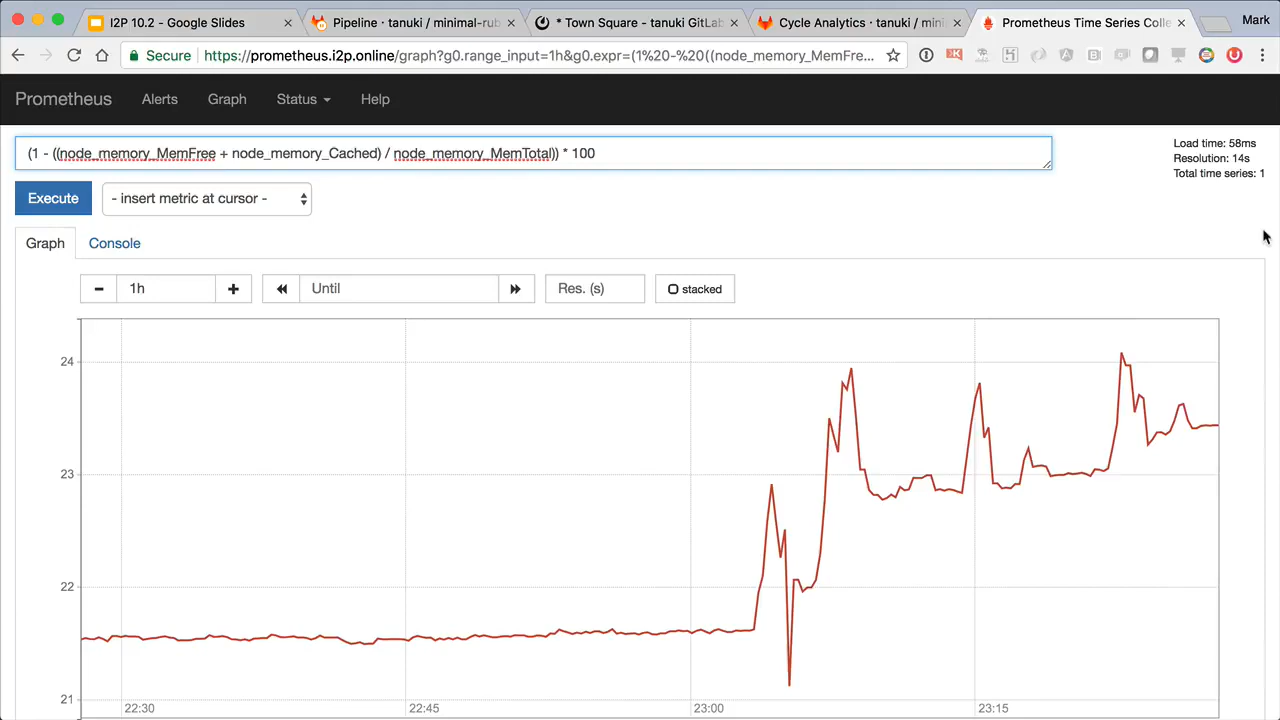 I2P 10.2 - Google Slides
Pipeline · tanuki / minimal-rub
* Town Square - tanuki GitLab
Cycle Analytics · tanuki / mini
Prometheus Time Series Colle
Mark
Secure
https://prometheus.i2p.online/graph?g0.range_input=1h&g0.expr=(1%20-%20((node_memory_MemFre...
Prometheus
Alerts
Graph
Status
Help
(1 - ((node_memory_MemFree + node_memory_Cached) / node_memory_MemTotal)) * 100
Load time: 58ms
Resolution: 14s
Total time series: 1
Execute
- insert metric at cursor -
Graph
Console
1h
Until
Res. (s)
stacked
24
23
22
21
22:30
22:45
23:00
23:15